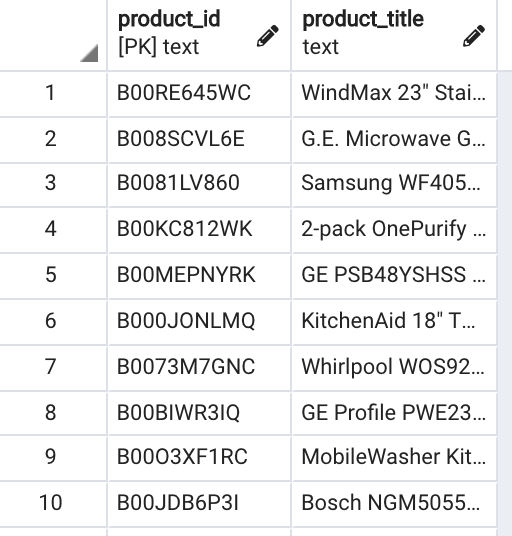 product_id product_title
[PK] text text
1 B00RE645WC WindMax 23" Stai...
2 B008SCVL6E G.E. Microwave G...
3 B0081LV860 Samsung WF405...
4 B00KC812WK 2-pack OnePurify ...
5 B00MEPNYRK GE PSB48YSHSS ...
6 B000JONLMQ KitchenAid 18" T...
7 B0073M7GNC Whirlpool WOS92...
8 B00BIWR3IQ GE Profile PWE23...
9 B00O3XF1RC MobileWasher Kit...
10 B00JDB6P3I Bosch NGM5055...